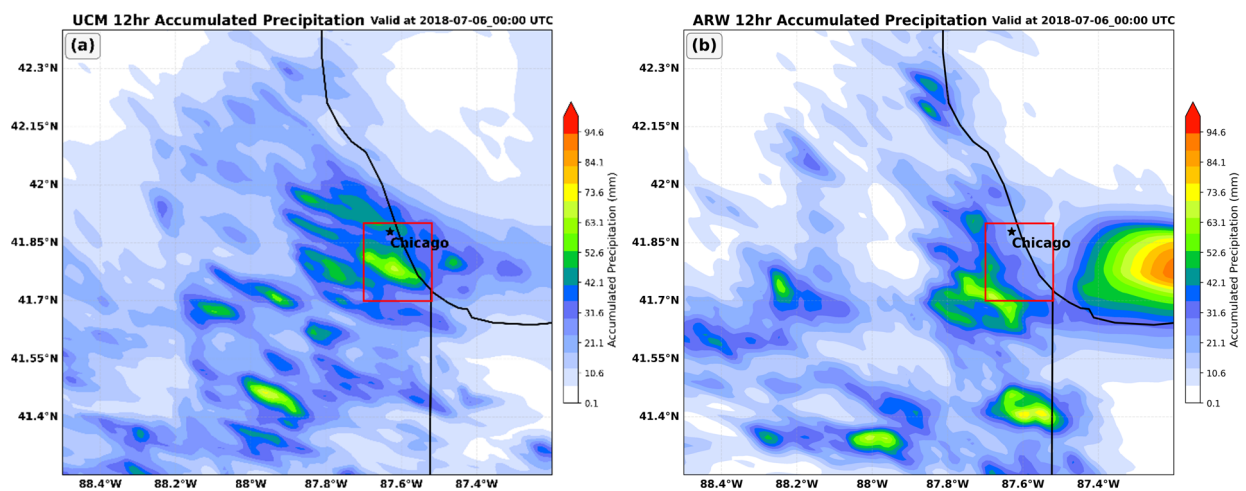 UCM 12hr Accumulated Precipitation Valid at 2018-07-06_00:00 UTC
(a)
42.3°N
42.15°N
42°N
41.85°N
41.7°N
41.55°N
41.4°N
88.4°W 88.2°W 88°W 87.8°W 87.6°W 87.4°W
Chicago
94.6
84.1
73.6
63.1
52.6
42.1
31.6
21.1
10.6
0.1
Accumulated Precipitation (mm)
ARW 12hr Accumulated Precipitation Valid at 2018-07-06_00:00 UTC
(b)
42.3°N
42.15°N
42°N
41.85°N
41.7°N
41.55°N
41.4°N
88.4°W 88.2°W 88°W 87.8°W 87.6°W 87.4°W
Chicago
94.6
84.1
73.6
63.1
52.6
42.1
31.6
21.1
10.6
0.1
Accumulated Precipitation (mm)